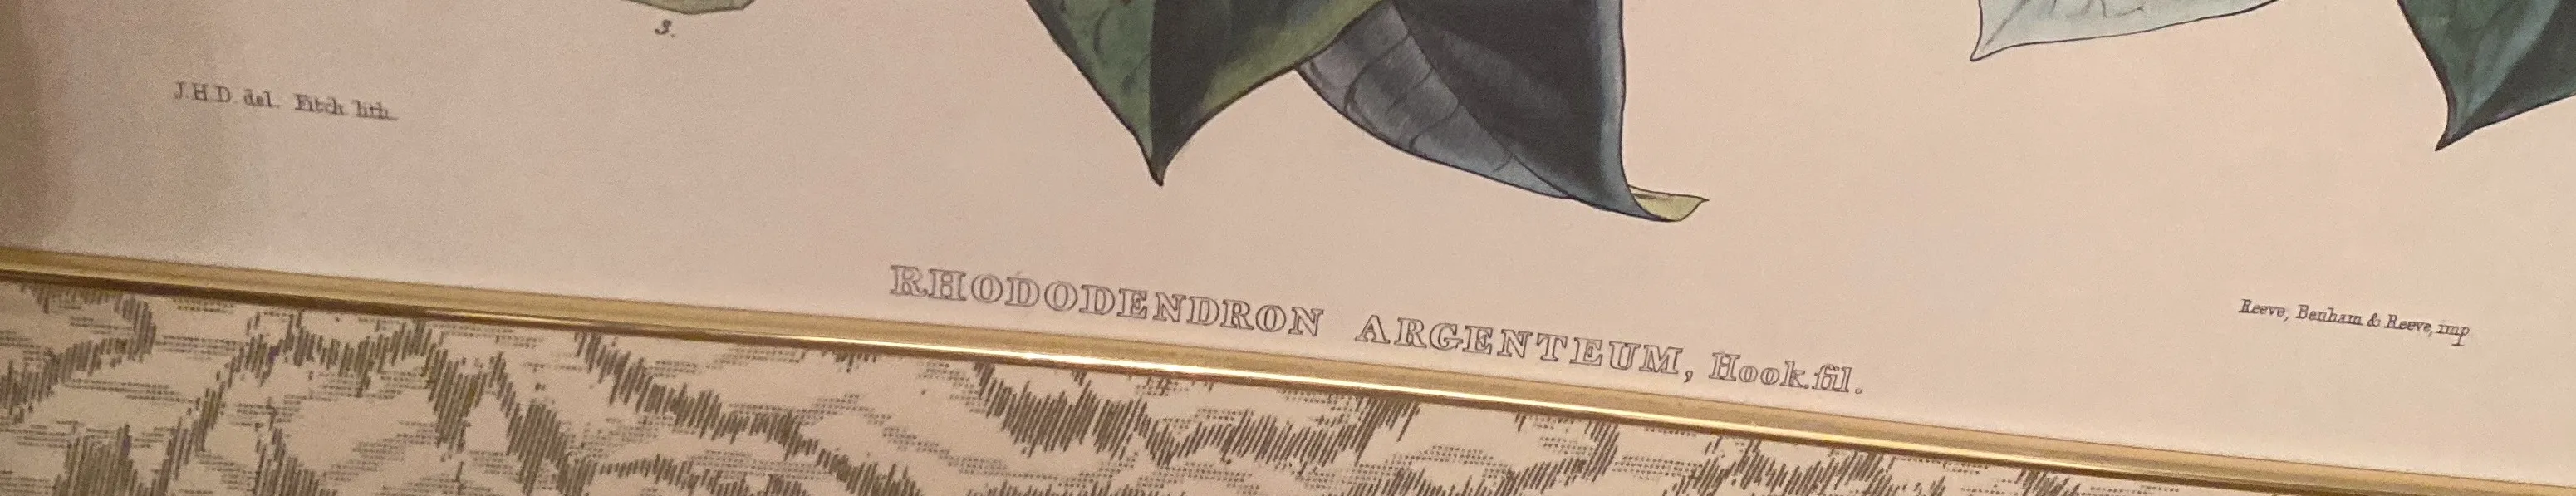 3.
J.H.D. del. Fitch lith.
RHODODENDRON ARGENTEUM, Hook.fil.
Reeve, Benham & Reeve, imp